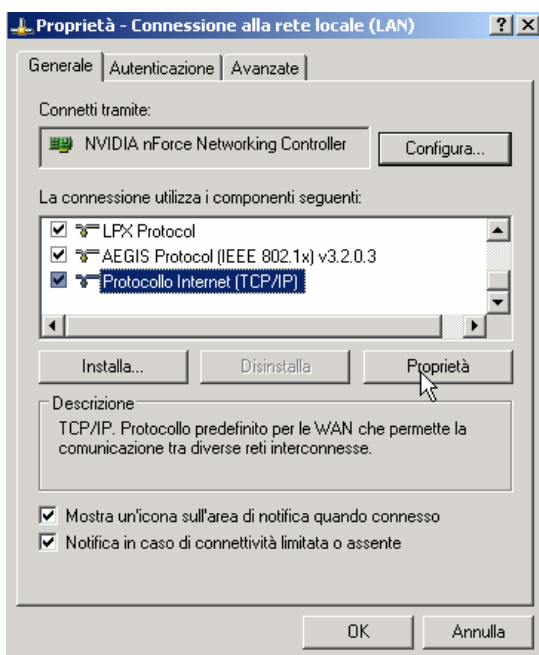 Proprietà - Connessione alla rete locale (LAN)
Generale Autenticazione Avanzate
Connetti tramite:
NVIDIA nForce Networking Controller Configura...
La connessione utilizza i componenti seguenti:
LPX Protocol
AEGIS Protocol (IEEE 802.1x) v3.2.0.3
Protocollo Internet (TCP/IP)
Installa... Disinstalla Proprietà
Descrizione
TCP/IP. Protocollo predefinito per le WAN che permette la
comunicazione tra diverse reti interconnesse.
Mostra un'icona sull'area di notifica quando connesso
Notifica in caso di connettività limitata o assente
OK Annulla